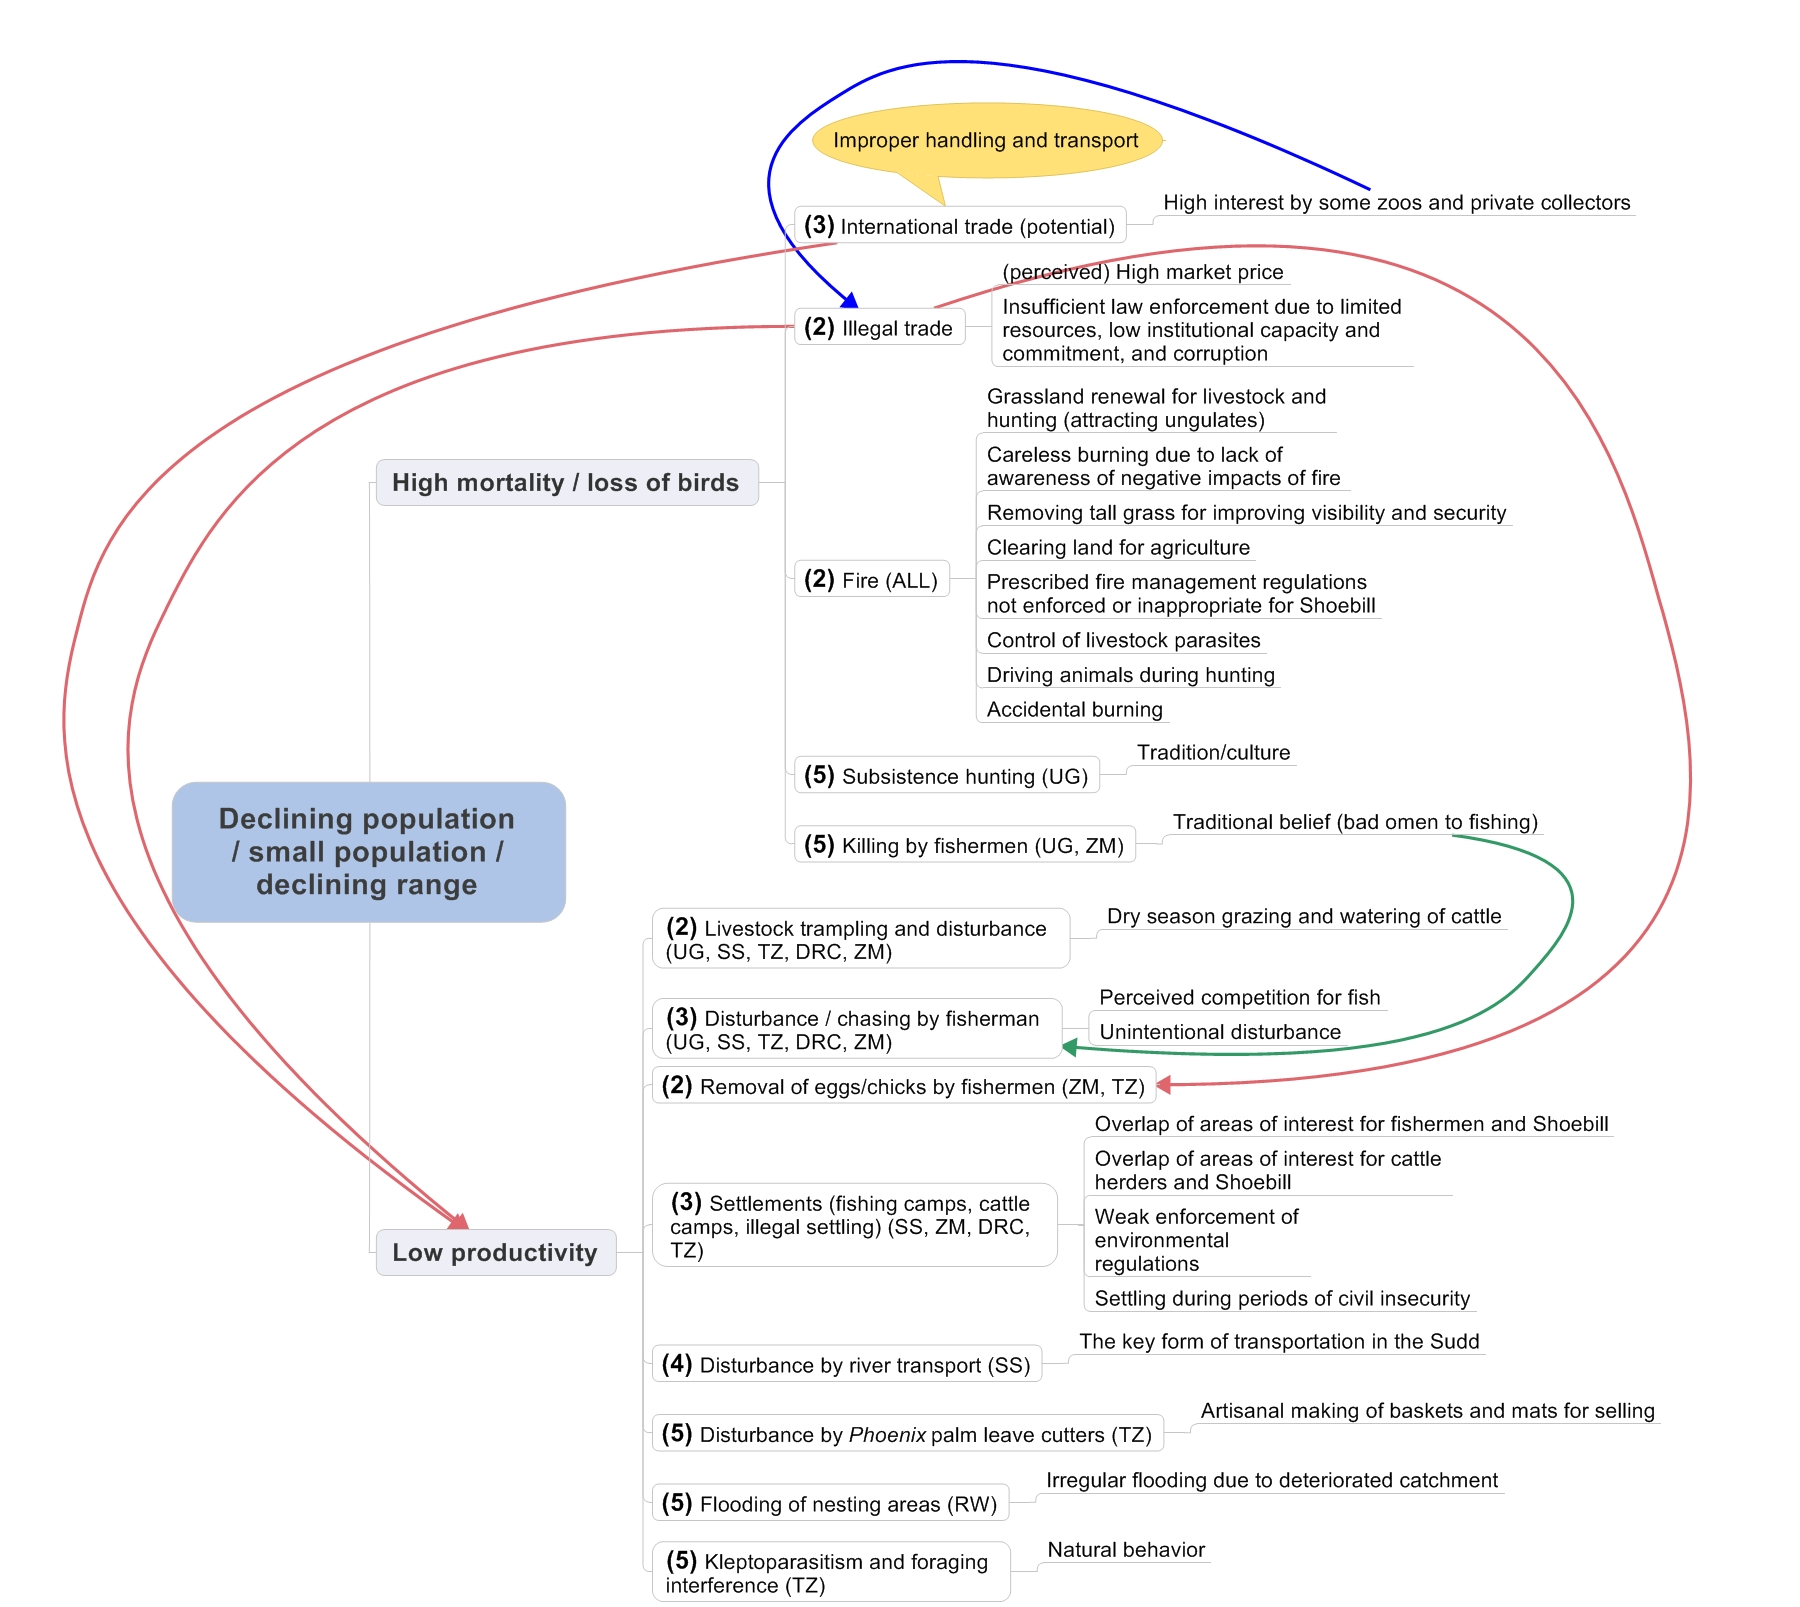 Improper handling and transport
High interest by some zoos and private collectors
(3) International trade (potential)
(perceived) High market price
Insufficient law enforcement due to limited
resources, low institutional capacity and
commitment, and corruption
(2) Illegal trade
Grassland renewal for livestock and
hunting (attracting ungulates)
Careless burning due to lack of
awareness of negative impacts of fire
High mortality / loss of birds
Removing tall grass for improving visibility and security
Clearing land for agriculture
(2) Fire (ALL)
Prescribed fire management regulations
not enforced or inappropriate for Shoebill
Control of livestock parasites
Driving animals during hunting
Accidental burning
Tradition/culture
(5) Subsistence hunting (UG)
Traditional belief (bad omen to fishing)
(5) Killing by fishermen (UG, ZM)
Declining population
/ small population /
declining range
(2) Livestock trampling and disturbance
(UG, SS, TZ, DRC, ZM)
Dry season grazing and watering of cattle
(3) Disturbance / chasing by fisherman
(UG, SS, TZ, DRC, ZM)
Perceived competition for fish
Unintentional disturbance
(2) Removal of eggs/chicks by fishermen (ZM, TZ)
Overlap of areas of interest for fishermen and Shoebill
Overlap of areas of interest for cattle
herders and Shoebill
(3) Settlements (fishing camps, cattle
camps, illegal settling) (SS, ZM, DRC,
TZ)
Weak enforcement of
environmental
regulations
Settling during periods of civil insecurity
Low productivity
The key form of transportation in the Sudd
(4) Disturbance by river transport (SS)
Artisanal making of baskets and mats for selling
(5) Disturbance by Phoenix palm leave cutters (TZ)
Irregular flooding due to deteriorated catchment
(5) Flooding of nesting areas (RW)
Natural behavior
(5) Kleptoparasitism and foraging
interference (TZ)